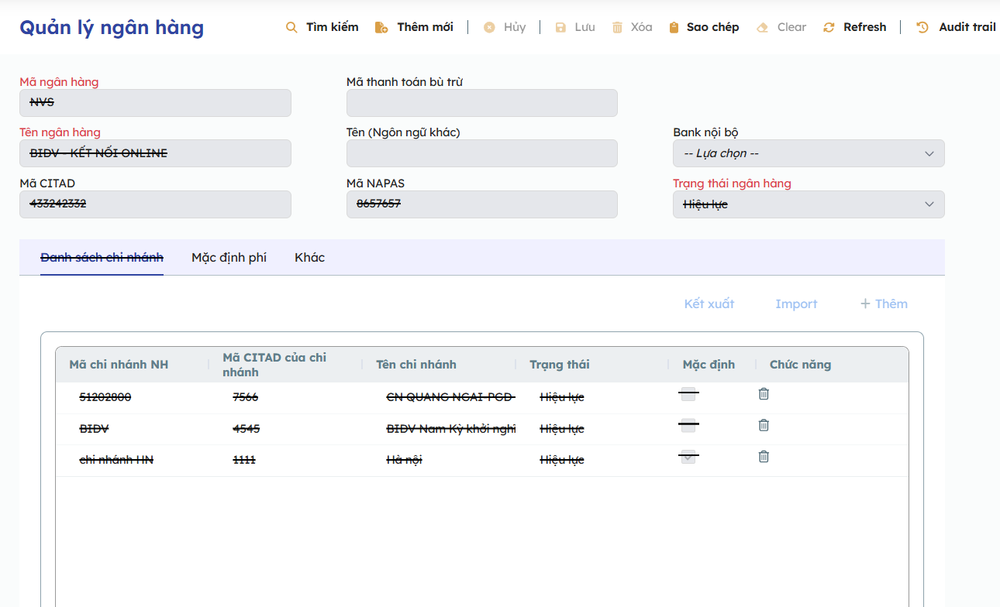 Quản lý ngân hàng Tìm kiếm Thêm mới Hủy Lưu Xóa Sao chép Clear Refresh Audit trail
Mã ngân hàng Mã thanh toán bù trừ
NVS
Tên ngân hàng Tên (Ngôn ngữ khác) Bank nội bộ
BIDV - KẾT NỐI ONLINE -- Lựa chọn --
Mã CITAD Mã NAPAS Trạng thái ngân hàng
433242332 8657657 Hiệu lực
Danh sách chi nhánh Mặc định phí Khác
Kết xuất Import + Thêm
Mã chi nhánh NH Mã CITAD của chi nhánh Tên chi nhánh Trạng thái Mặc định Chức năng
51202800 7566 CN QUANG NGAI-PGD Hiệu lực
BIDV 4545 BIDV Nam Kỳ khởi nghĩ Hiệu lực
chi nhánh HN 1111 Hà nội Hiệu lực